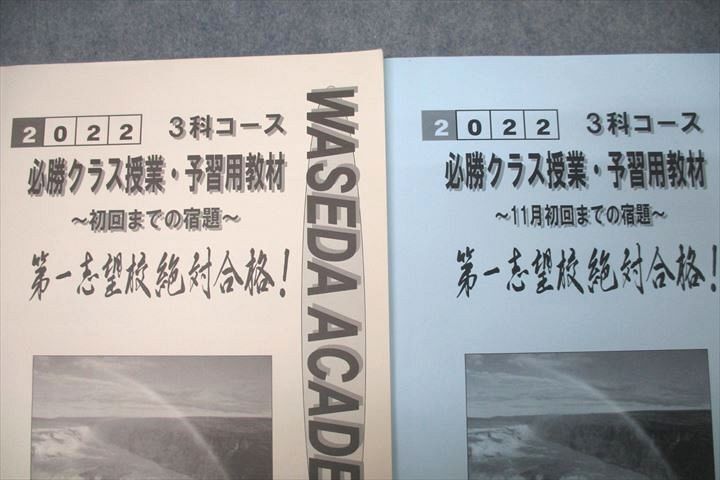 2022 3科コース
必勝クラス授業・予習用教材
〜初回までの宿題〜
第一志望校絶対合格!
WASEDA ACADE
2022 3科コース
必勝クラス授業・予習用教材
〜11月初回までの宿題〜
第一志望校絶対合格!